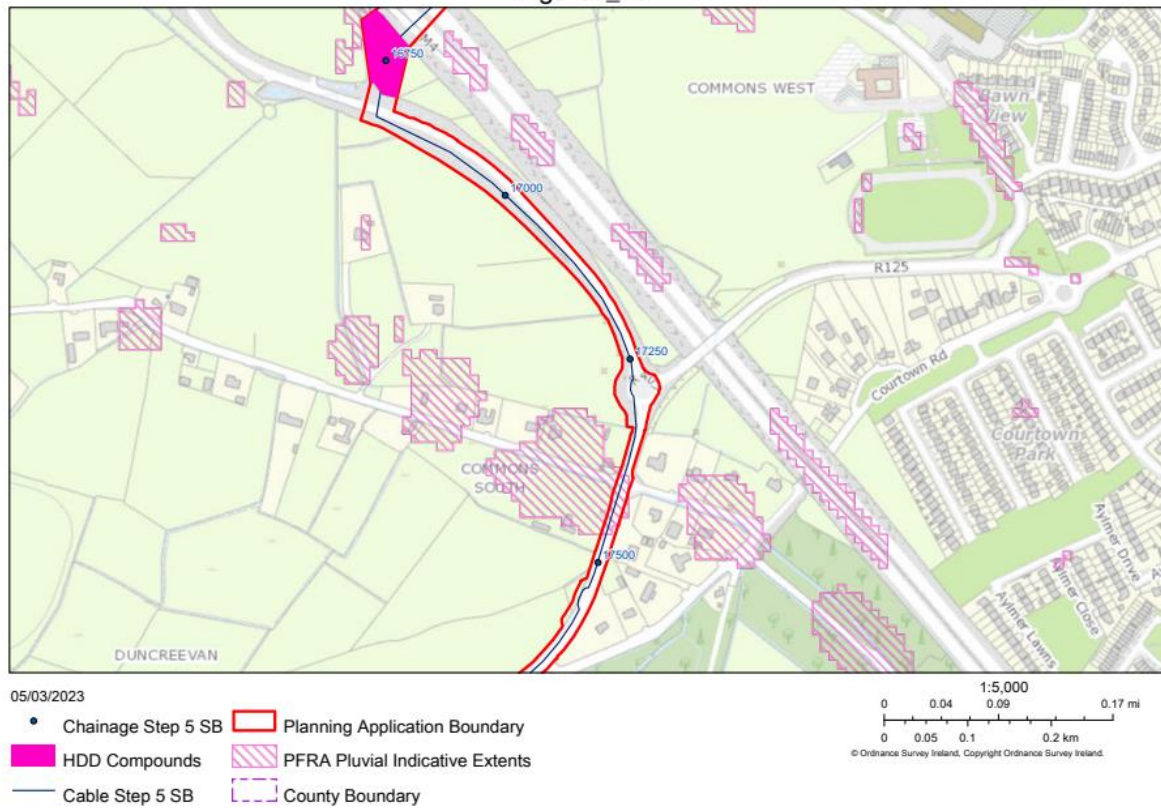 16750
M4
COMMONS WEST
Bawn
View
17000
R125
17250
R407
Courtown Rd
Courtown
Park
COMMONS
SOUTH
17500
Aylmer Drive
Aylmer Close
Aylmer Lawns
DUNCREEVAN
05/03/2023
Chainage Step 5 SB
HDD Compounds
Cable Step 5 SB
Planning Application Boundary
PFRA Pluvial Indicative Extents
County Boundary
1:5,000
0 0.04 0.09 0.17 mi
0 0.05 0.1 0.2 km
© Ordnance Survey Ireland, Copyright Ordnance Survey Ireland.